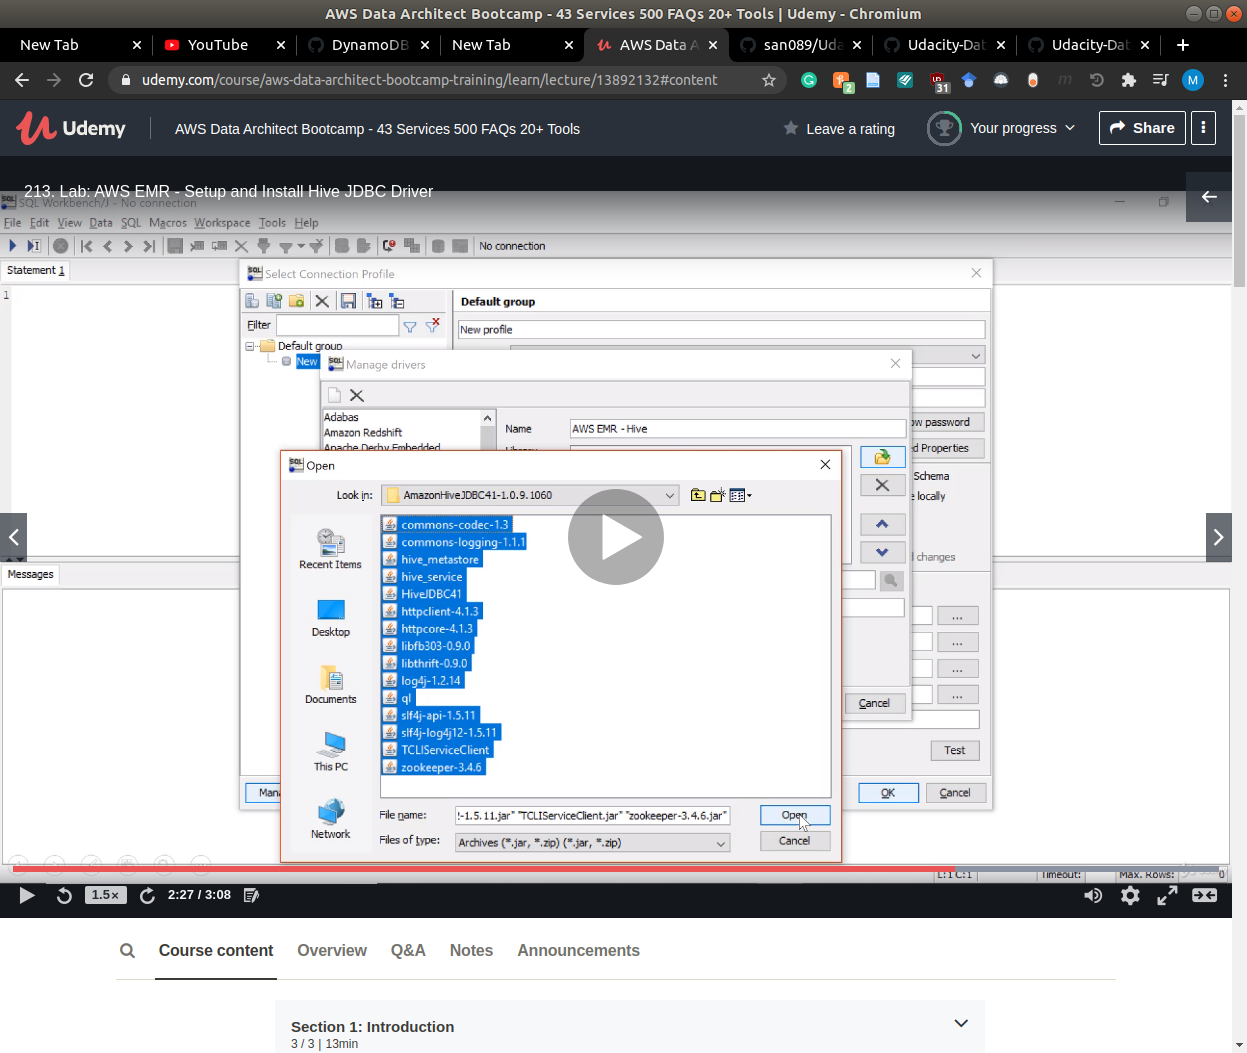 AWS Data Architect Bootcamp - 43 Services 500 FAQs 20+ Tools | Udemy - Chromium
New Tab
YouTube
DynamoDB
New Tab
AWS Data A
san089/Uda
Udacity-Dat
Udacity-Dat
udemy.com/course/aws-data-architect-bootcamp-training/learn/lecture/13892132#content
2
31
M
Udemy
AWS Data Architect Bootcamp - 43 Services 500 FAQs 20+ Tools
Leave a rating
Your progress
Share
213. Lab: AWS EMR - Setup and Install Hive JDBC Driver
SQL Workbench/J - No connection
File Edit View Data SQL Macros Workspace Tools Help
No connection
Statement 1
1
Select Connection Profile
Default group
Filter
New profile
Default group
New
Manage drivers
Adabas
Amazon Redshift
Apache Derby Embedded
Name
AWS EMR - Hive
Library
ow password
d Properties
Schema
e locally
d changes
Open
Look in:
AmazonHiveJDBC41-1.0.9.1060
Recent Items
Desktop
Documents
This PC
Network
commons-codec-1.3
commons-logging-1.1.1
hive_metastore
hive_service
HiveJDBC41
httpclient-4.1.3
httpcore-4.1.3
libfb303-0.9.0
libthrift-0.9.0
log4j-1.2.14
ql
slf4j-api-1.5.11
slf4j-log4j12-1.5.11
TCLIServiceClient
zookeeper-3.4.6
File name:
!-1.5.11.jar" "TCLIServiceClient.jar" "zookeeper-3.4.6.jar"
Open
Files of type:
Archives (*.jar, *.zip) (*.jar, *.zip)
Cancel
Cancel
Test
Mana
OK
Cancel
Messages
L:1 C:1
Timeout:
Max. Rows:
0
1.5×
2:27 / 3:08
Course content
Overview
Q&A
Notes
Announcements
Section 1: Introduction
3 / 3 | 13min